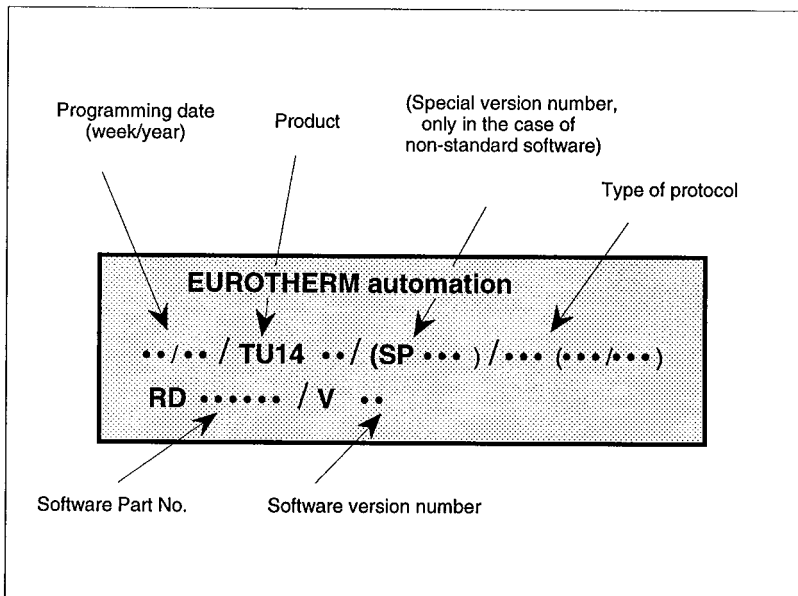 Programming date
(week/year)
Product
(Special version number,
only in the case of
non-standard software)
Type of protocol
EUROTHERM automation
••/•• / TU14 ••/ (SP ••• ) / ••• (•••/•••)
RD •••••• / V ••
Software Part No.
Software version number